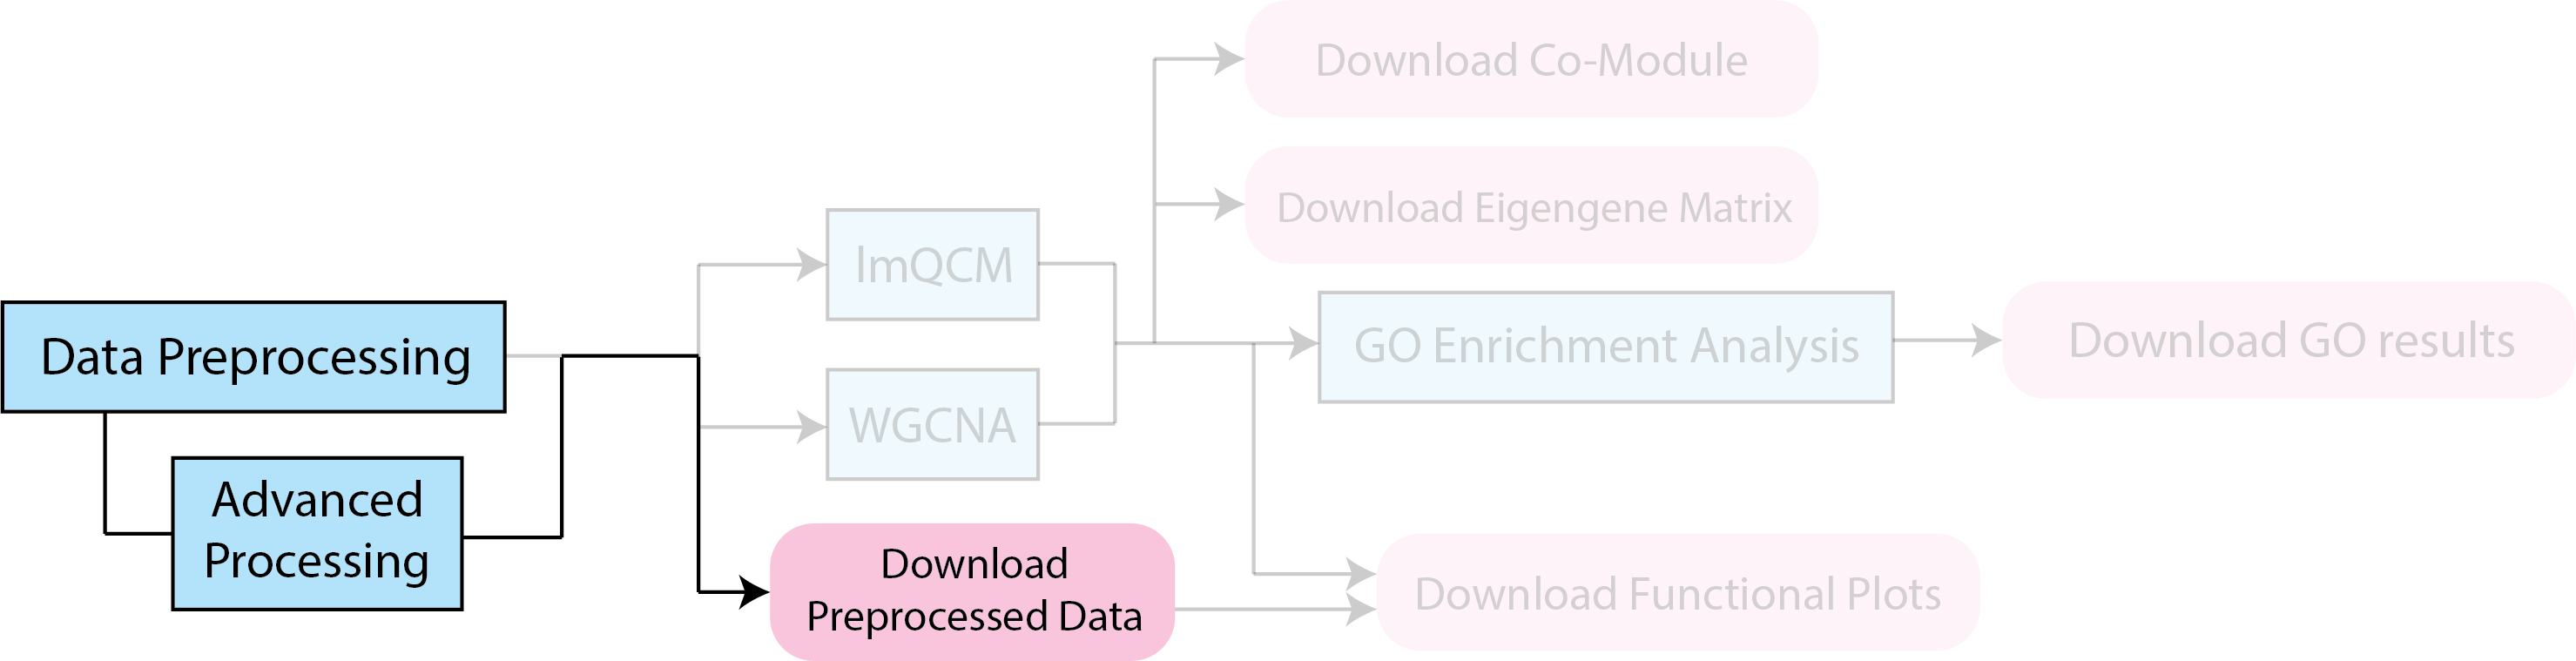 Download Co-Module
Download Eigengene Matrix
lmQCM
Data Preprocessing
GO Enrichment Analysis
Download GO results
WGCNA
Advanced
Processing
Download
Preprocessed Data
Download Functional Plots